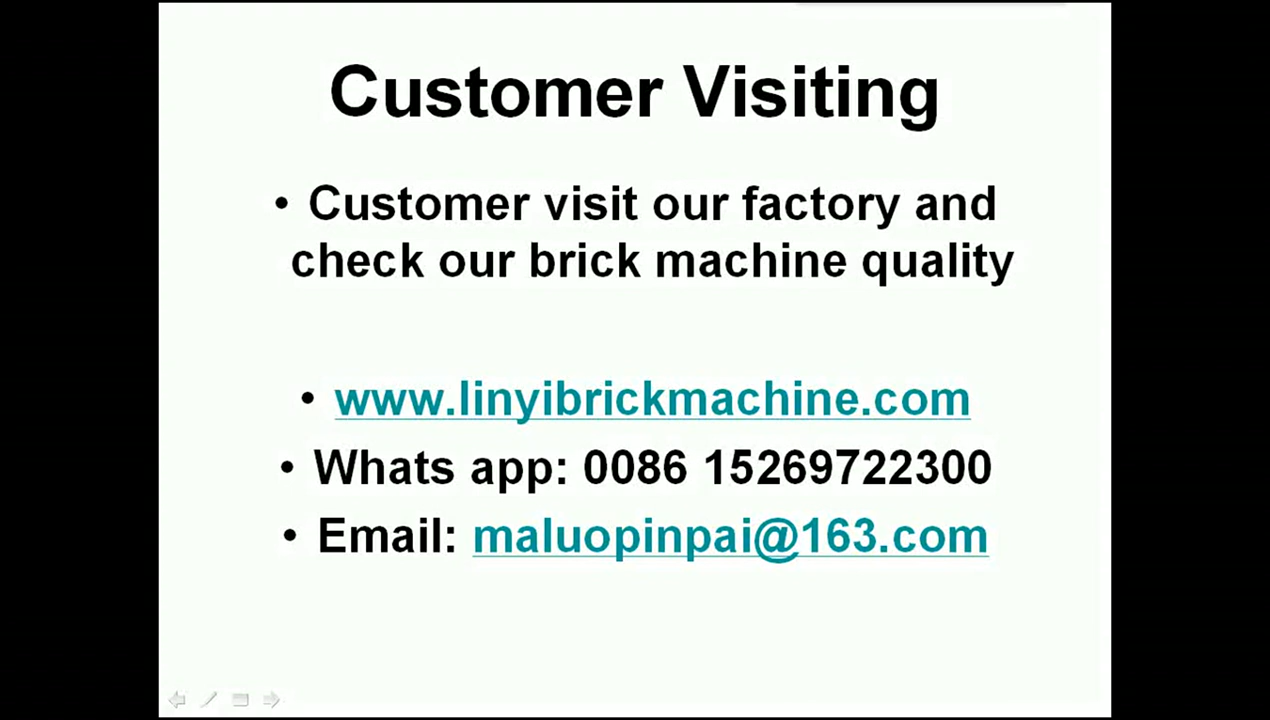 Customer Visiting
• Customer visit our factory and
check our brick machine quality
• www.linyibrickmachine.com
• Whats app: 0086 15269722300
• Email: maluopinpai@163.com